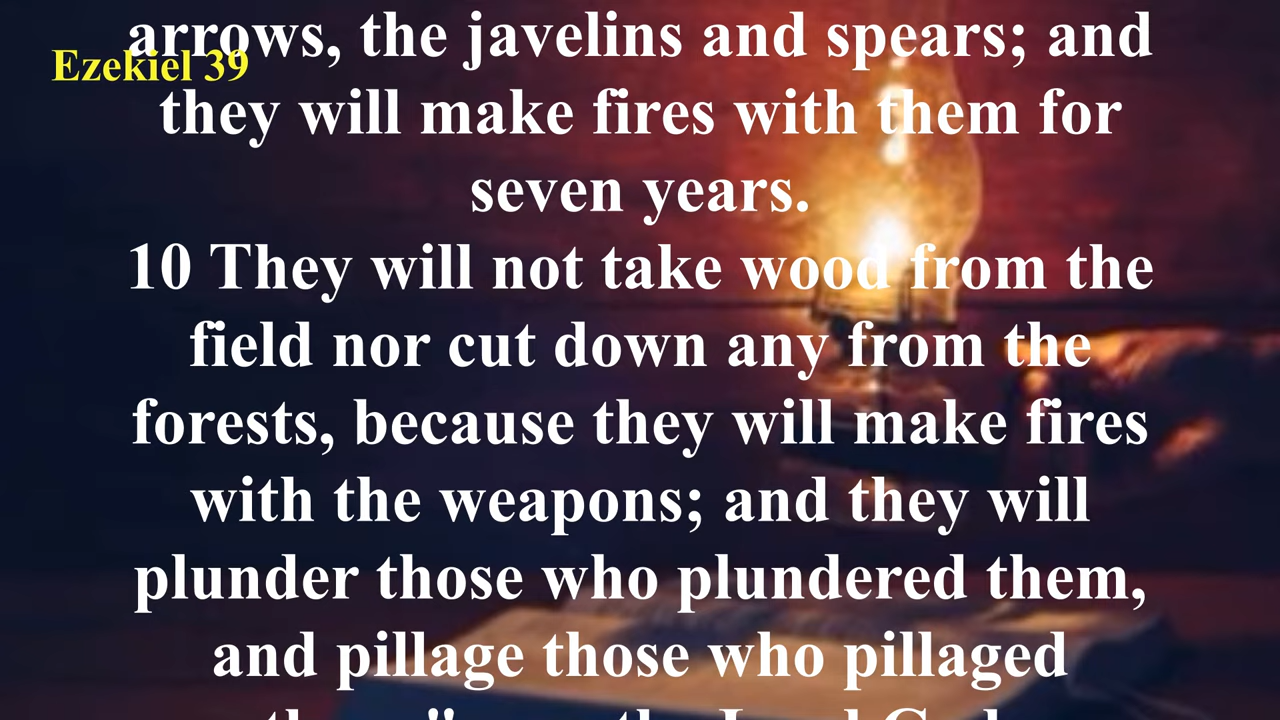 arrows, the javelins and spears; and
Ezekiel 39
they will make fires with them for
seven years.
10 They will not take wood from the
field nor cut down any from the
forests, because they will make fires
with the weapons; and they will
plunder those who plundered them,
and pillage those who pillaged